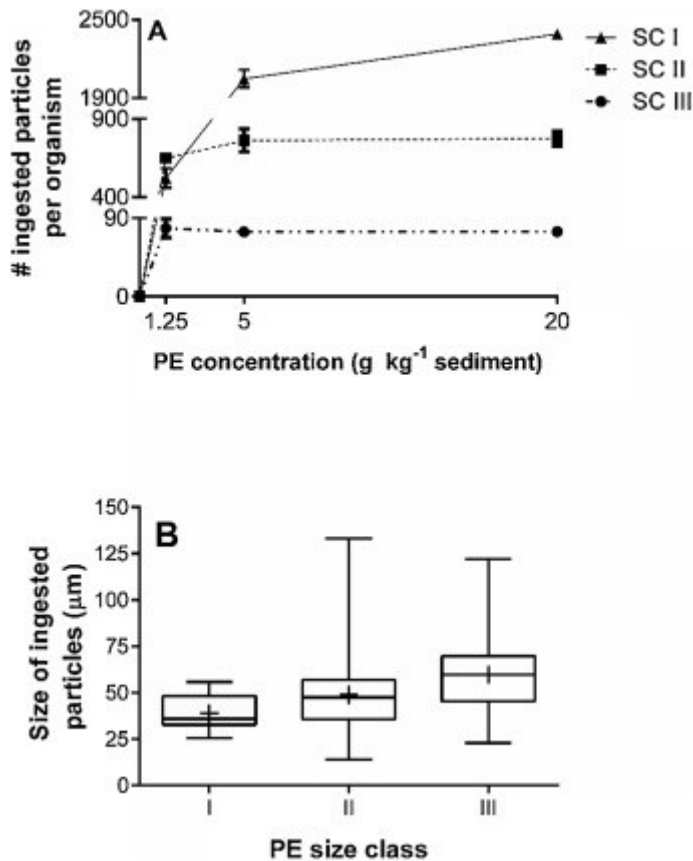 A
2500
1900
900
400
90
0
1.25
5
20
# ingested particles
per organism
PE concentration (g kg⁻¹ sediment)
SC I
SC II
SC III
B
150
125
100
75
50
25
0
Size of ingested
particles (μm)
I
II
III
PE size class